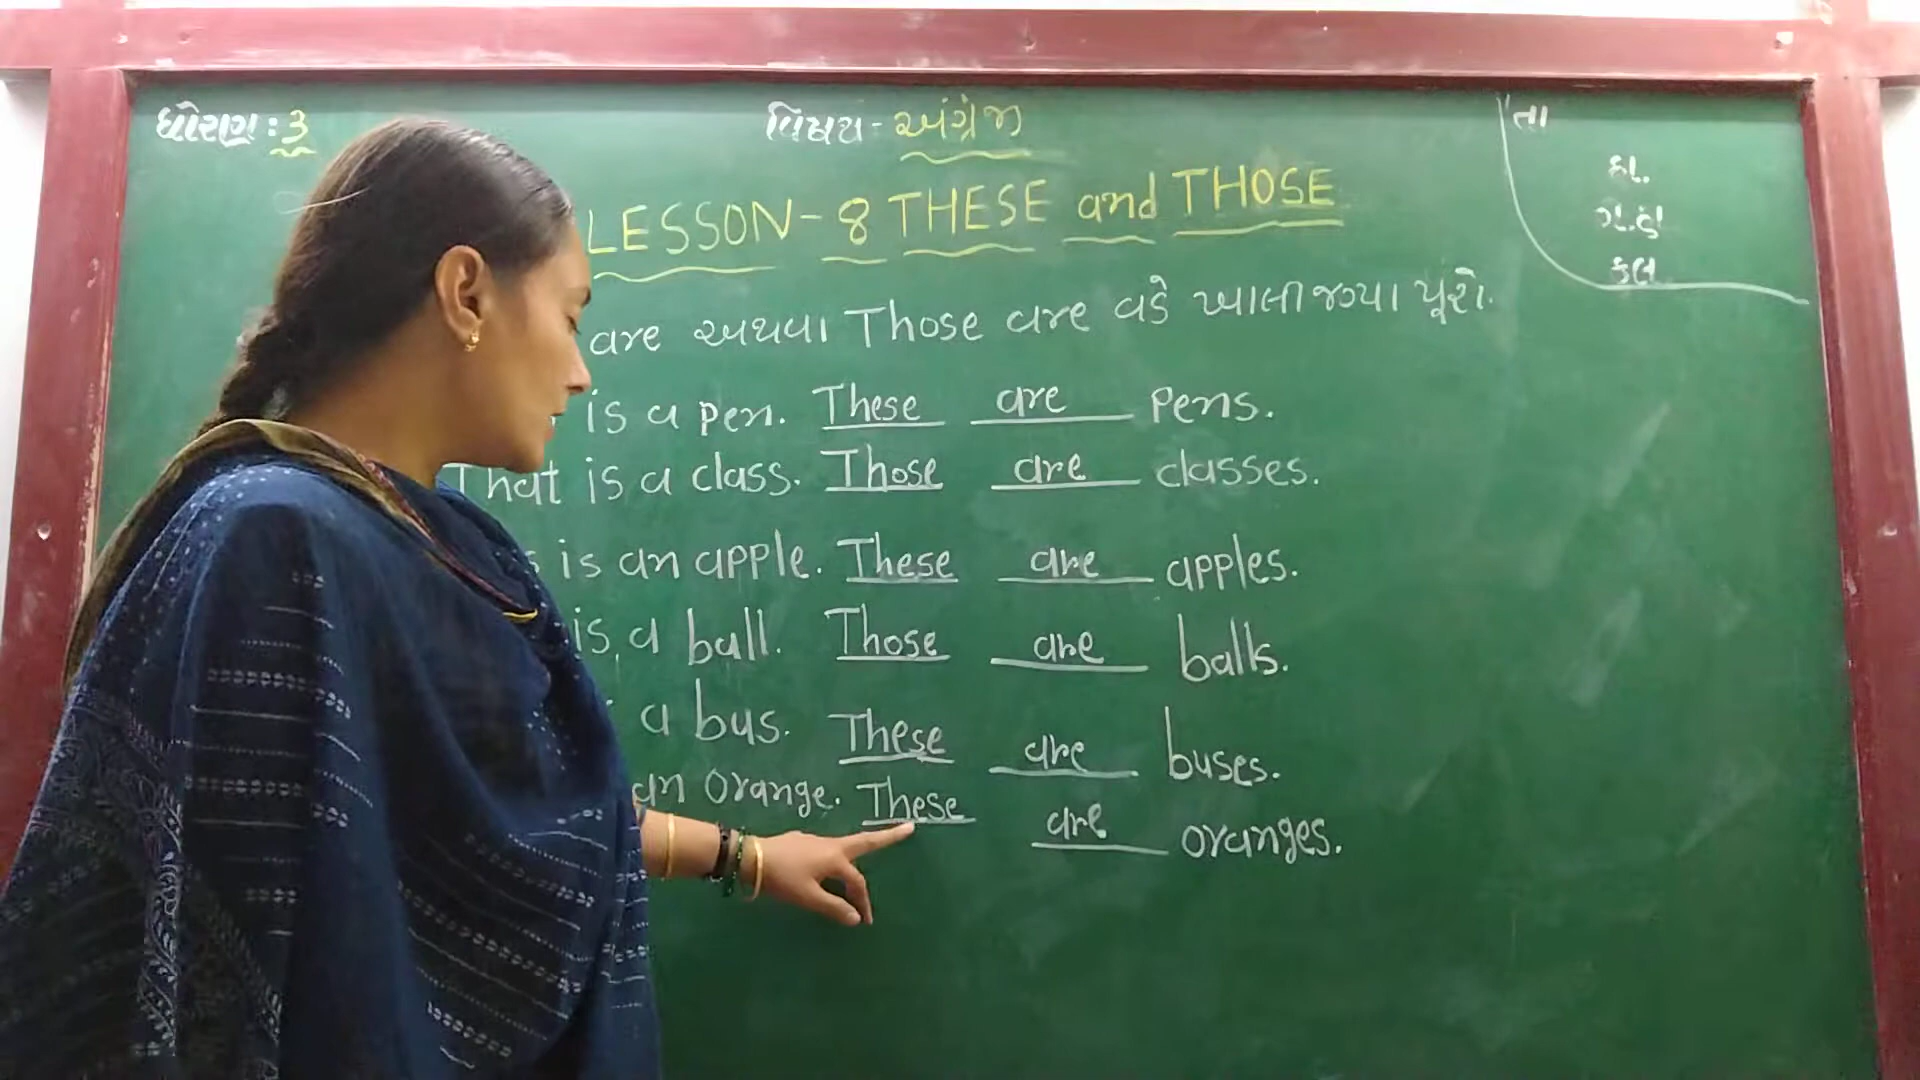 ધોરણ : ૩
વિષય - અંગ્રેજી
તા
કા.
ગ.હ.
કલ
LESSON - 8 THESE and THOSE
are અથવા Those are વડે ખાલી જગ્યા પૂરો.
is a pen. These are pens.
That is a class. Those are classes.
is an apple. These are apples.
is a ball. Those are balls.
a bus. These are buses.
an orange. These are oranges.